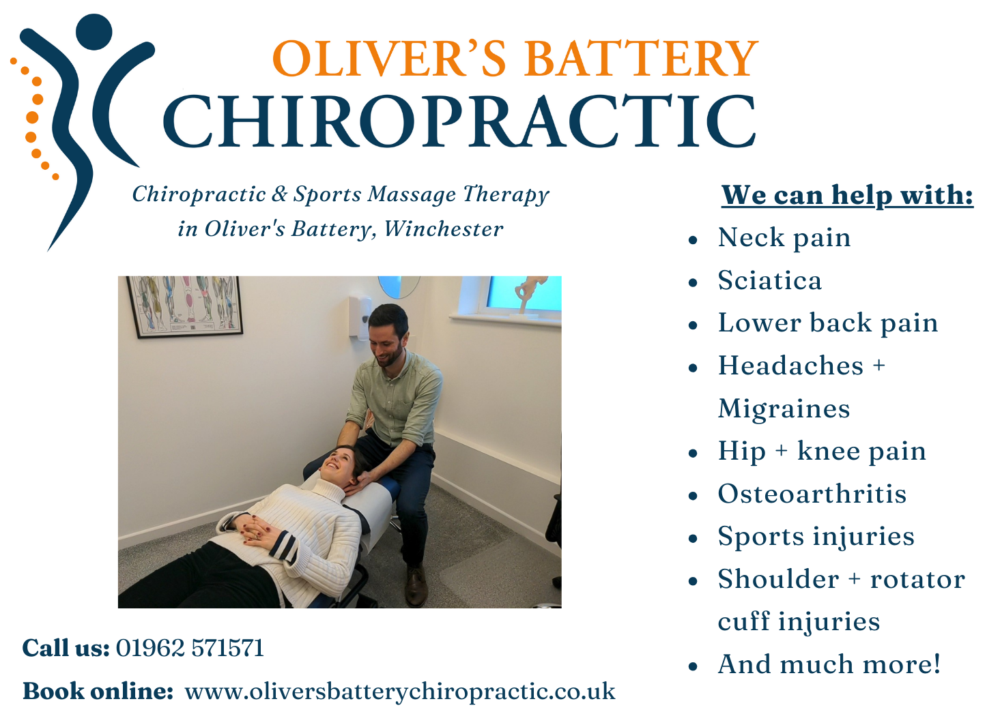 OLIVER’S BATTERY
CHIROPRACTIC
Chiropractic & Sports Massage Therapy
in Oliver's Battery, Winchester
We can help with:
• Neck pain
• Sciatica
• Lower back pain
• Headaches +
Migraines
• Hip + knee pain
• Osteoarthritis
• Sports injuries
• Shoulder + rotator
cuff injuries
• And much more!
Call us: 01962 571571
Book online: www.oliversbatterychiropractic.co.uk